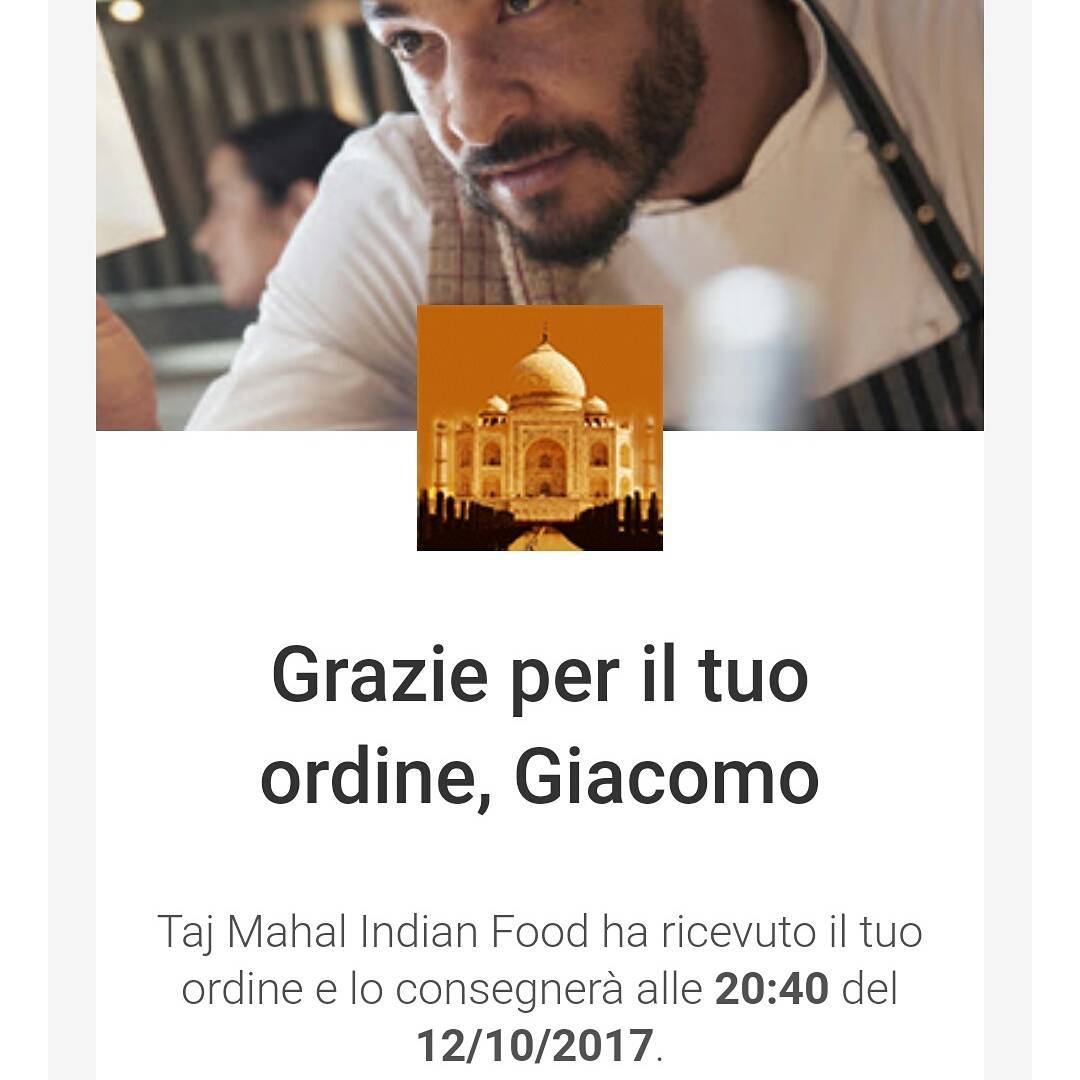 Grazie per il tuo
ordine, Giacomo
Taj Mahal Indian Food ha ricevuto il tuo
ordine e lo consegnerà alle 20:40 del
12/10/2017.